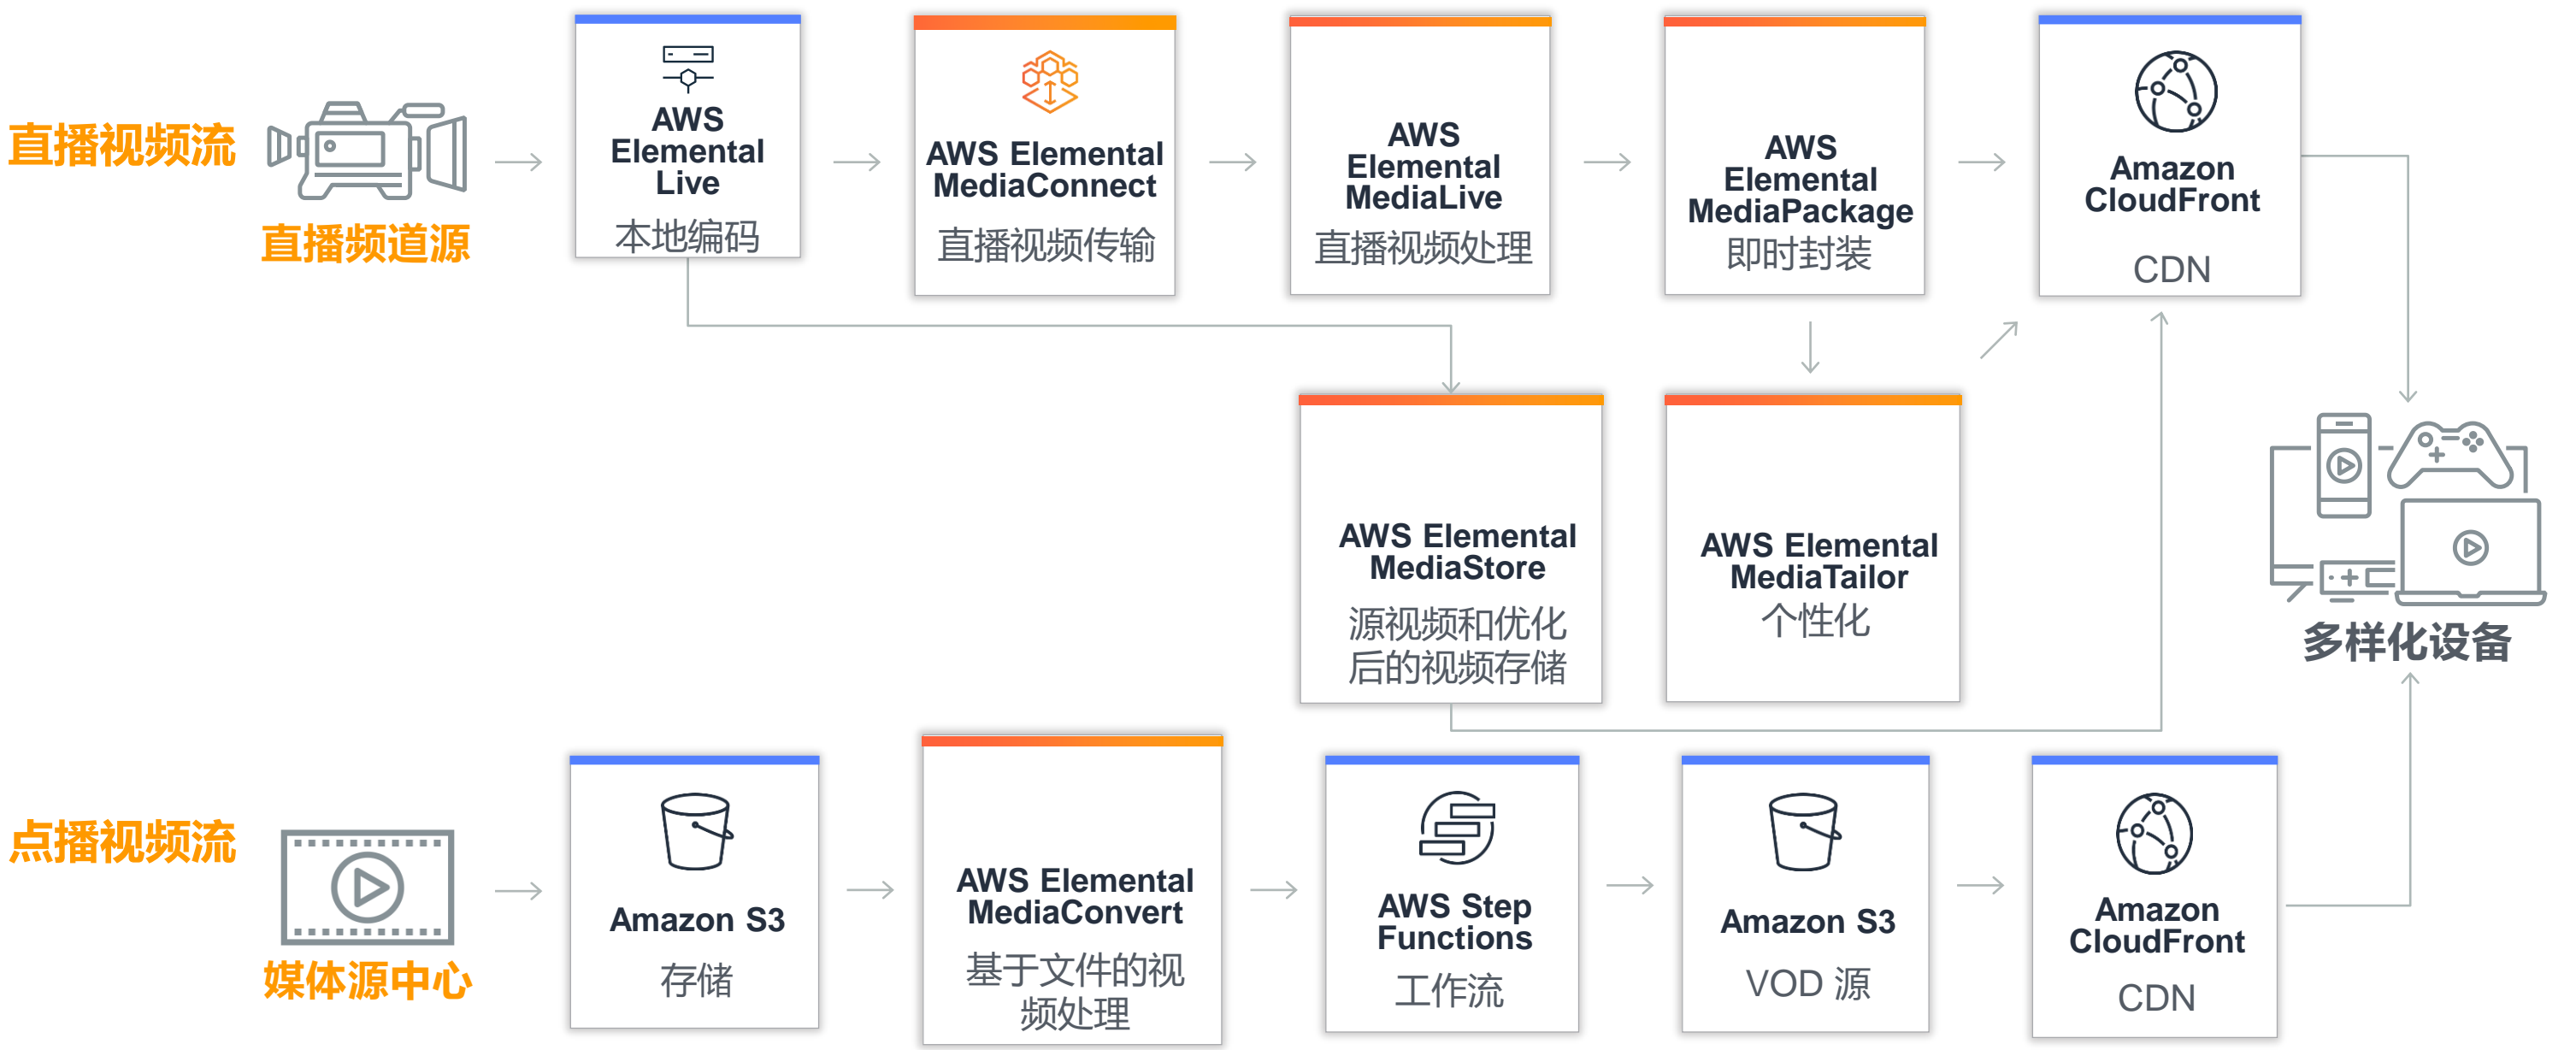 直播视频流
直播频道源
AWS
Elemental
Live
本地编码
AWS Elemental
MediaConnect
直播视频传输
AWS
Elemental
MediaLive
直播视频处理
AWS
Elemental
MediaPackage
即时封装
Amazon
CloudFront
CDN
AWS Elemental
MediaStore
源视频和优化
后的视频存储
AWS Elemental
MediaTailor
个性化
多样化设备
点播视频流
媒体源中心
Amazon S3
存储
AWS Elemental
MediaConvert
基于文件的视
频处理
AWS Step
Functions
工作流
Amazon S3
VOD 源
Amazon
CloudFront
CDN